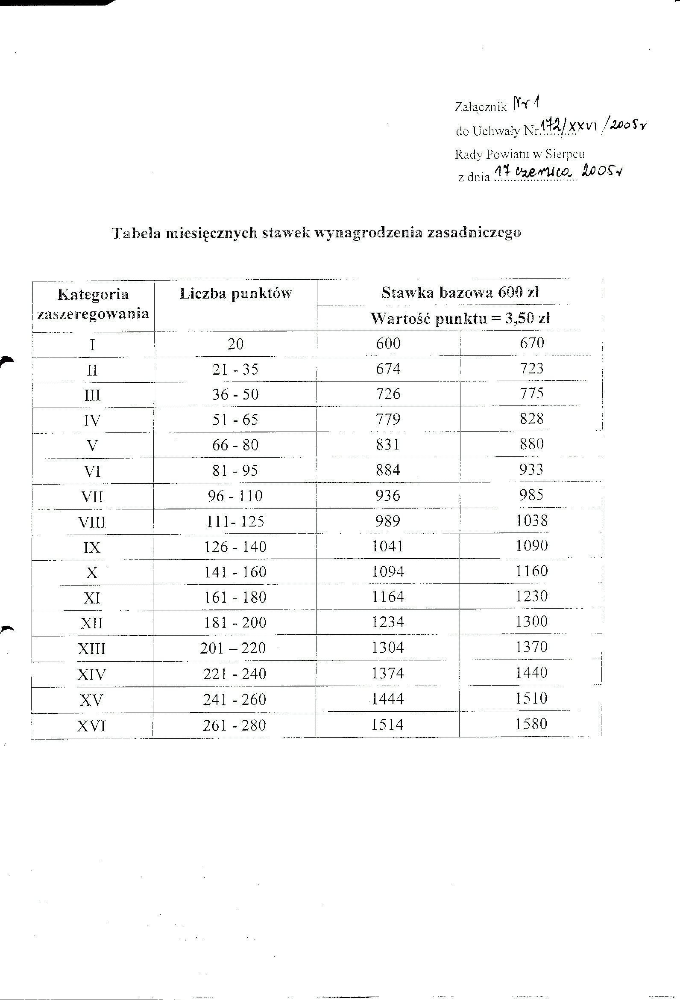 Załącznik Nr 1
do Uchwały Nr 172/XXVI/2005r
Rady Powiatu w Sierpcu
z dnia 17 czerwca 2005r
Tabela miesięcznych stawek wynagrodzenia zasadniczego
Kategoria zaszeregowania Liczba punktów Stawka bazowa 600 zł
Wartość punktu = 3,50 zł
I 20 600 670
II 21 - 35 674 723
III 36 - 50 726 775
IV 51 - 65 779 828
V 66 - 80 831 880
VI 81 - 95 884 933
VII 96 - 110 936 985
VIII 111- 125 989 1038
IX 126 - 140 1041 1090
X 141 - 160 1094 1160
XI 161 - 180 1164 1230
XII 181 - 200 1234 1300
XIII 201 – 220 1304 1370
XIV 221 - 240 1374 1440
XV 241 - 260 1444 1510
XVI 261 - 280 1514 1580